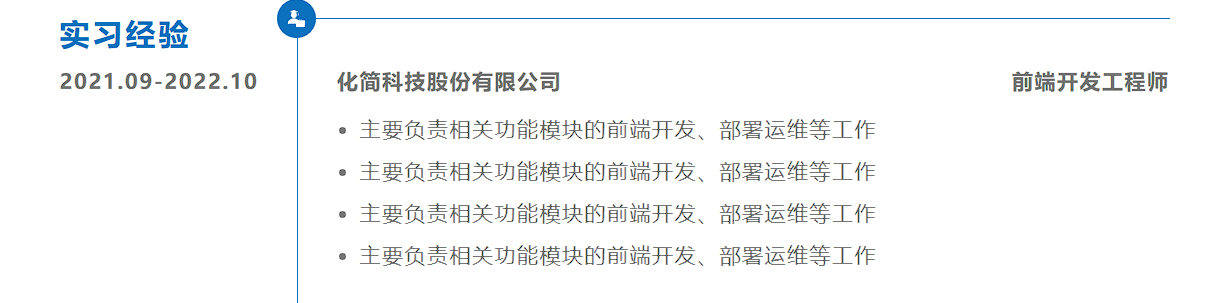 实习经验
2021.09-2022.10
化简科技股份有限公司
前端开发工程师
主要负责相关功能模块的前端开发、部署运维等工作
主要负责相关功能模块的前端开发、部署运维等工作
主要负责相关功能模块的前端开发、部署运维等工作
主要负责相关功能模块的前端开发、部署运维等工作